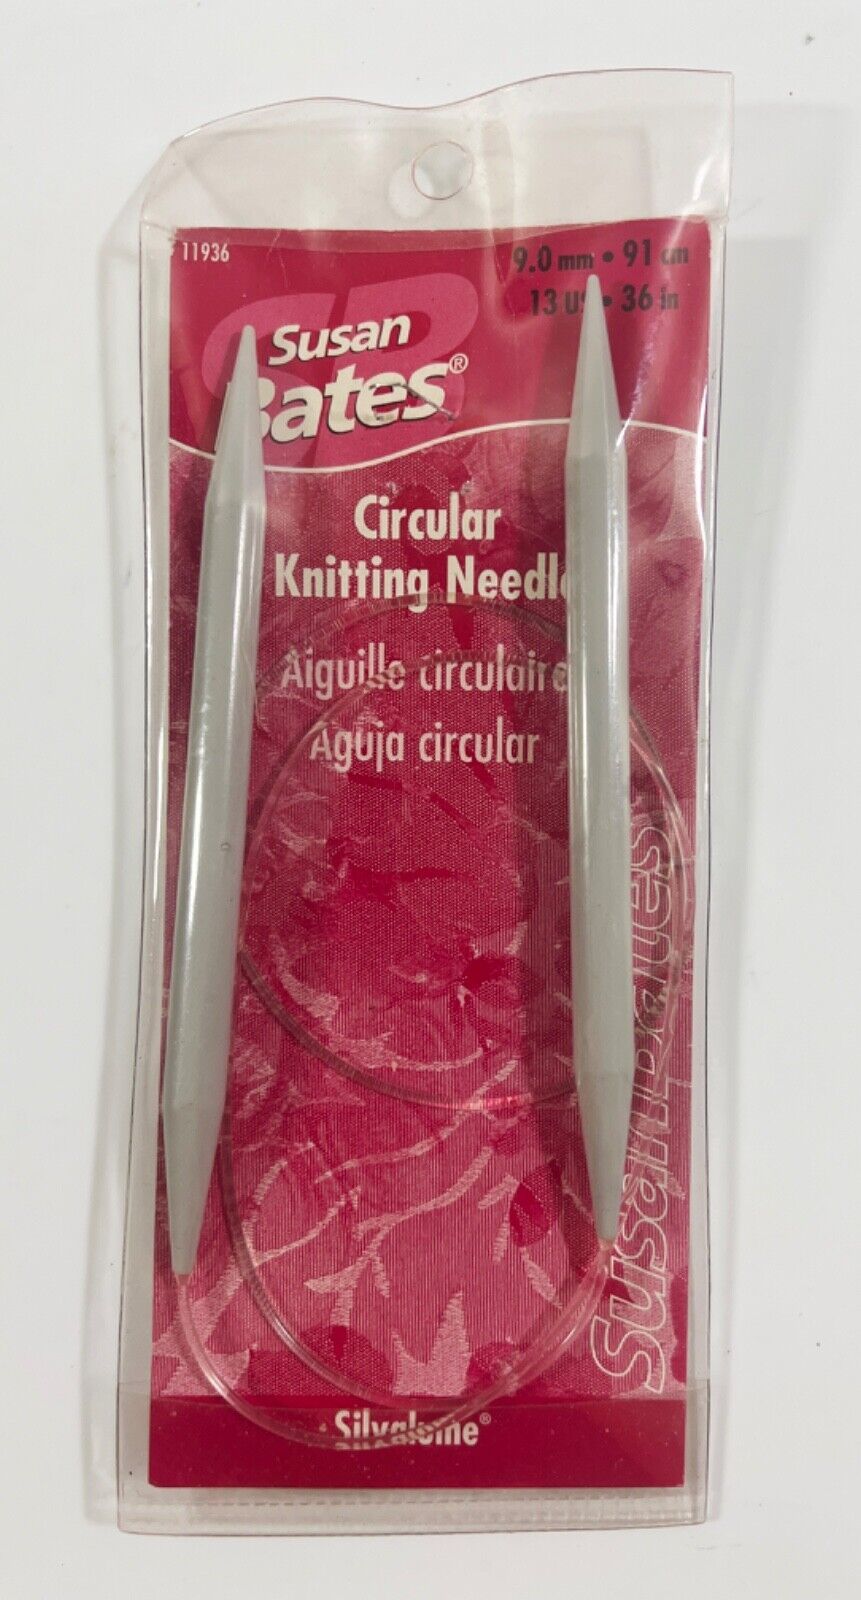 11936
9.0 mm • 91 cm
13 US • 36 in
Susan
Bates®
Circular
Knitting Needle
Aiguille circulaire
Aguja circular
Susan Bates
Silvalume®